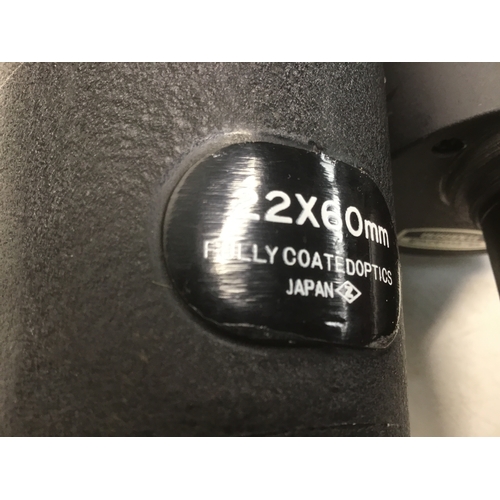 22X60mm
FULLY COATED OPTICS
JAPAN